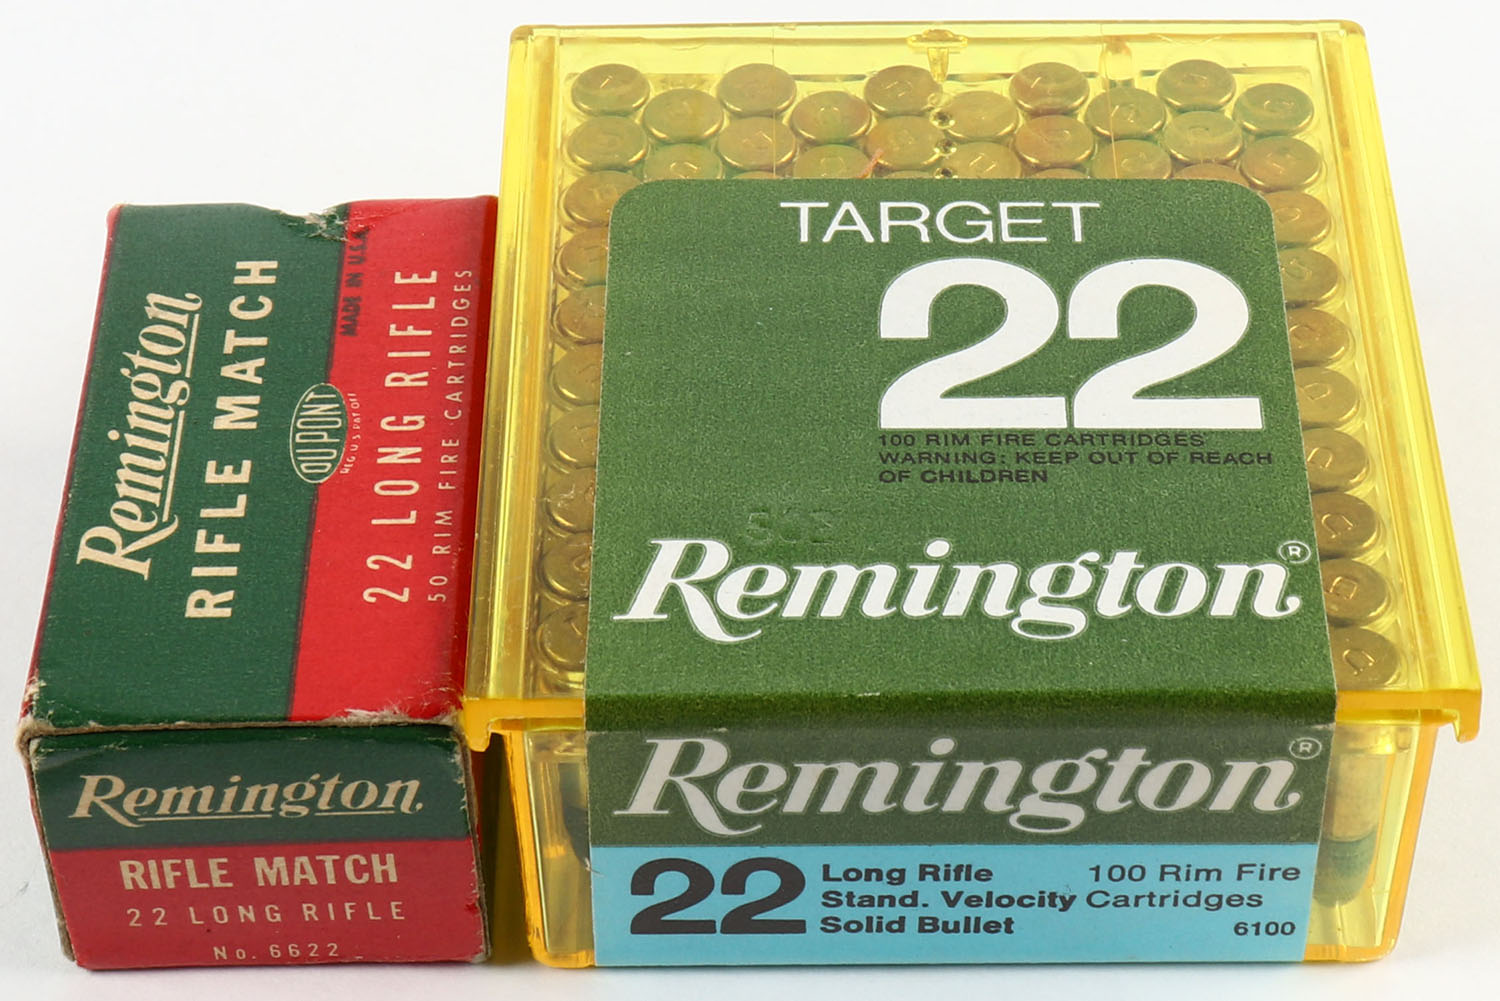 Remington
RIFLE MATCH
DU PONT
REG. U.S. PAT. OFF.
MADE IN U.S.A.
22 LONG RIFLE
50 RIM FIRE CARTRIDGES
Remington.
RIFLE MATCH
22 LONG RIFLE
No. 6622
TARGET
22
100 RIM FIRE CARTRIDGES
WARNING: KEEP OUT OF REACH
OF CHILDREN
Remington®
Remington®
22 Long Rifle 100 Rim Fire
Stand. Velocity Cartridges
Solid Bullet 6100